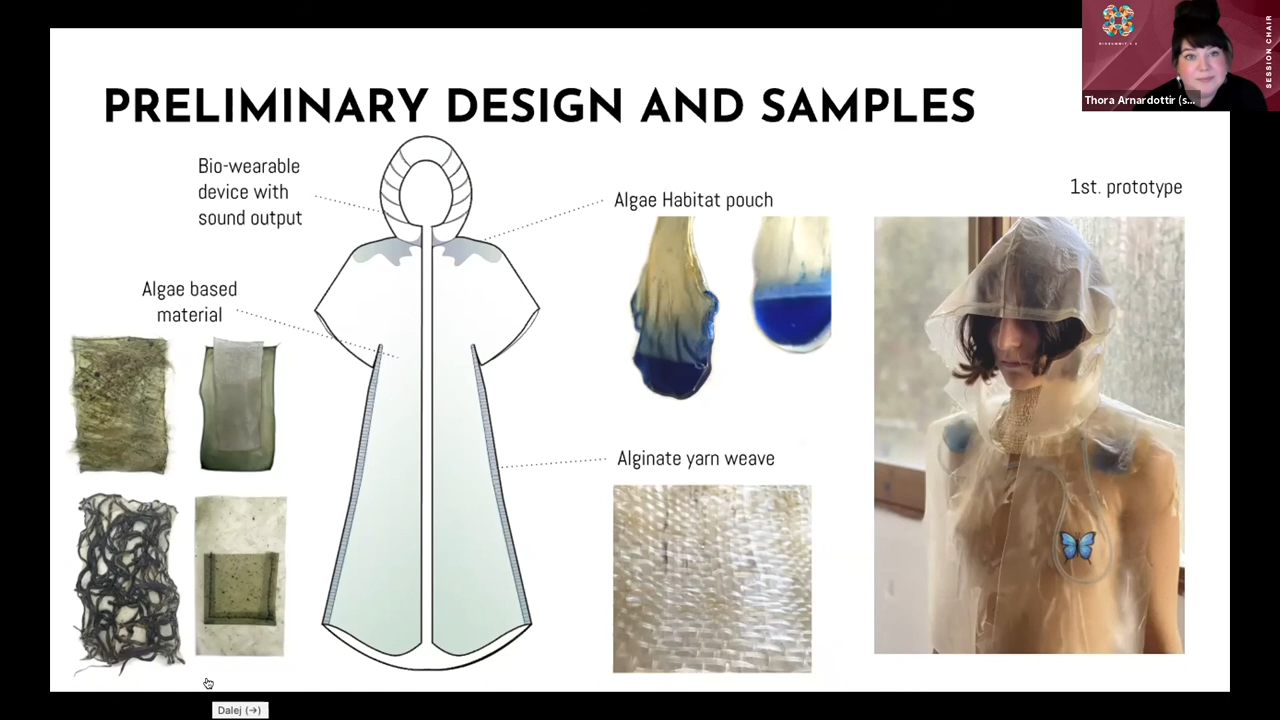 PRELIMINARY DESIGN AND SAMPLES
Bio-wearable
device with
sound output
Algae Habitat pouch
1st. prototype
Algae based
material
Alginate yarn weave
Dalej (→)
Thora Arnardottir (s...
SESSION CHAIR